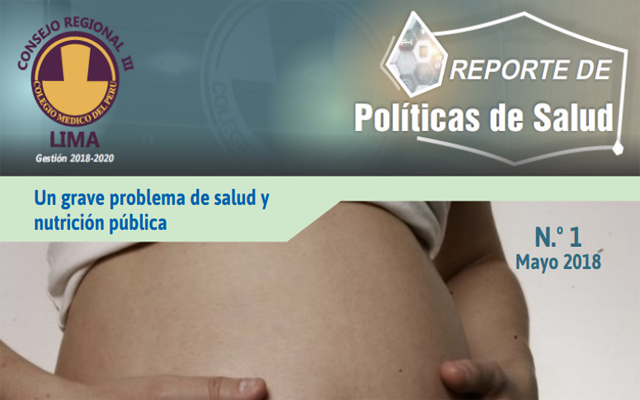 CONSEJO REGIONAL III
COLEGIO MEDICO DEL PERU
LIMA
Gestión 2018-2020
REPORTE DE
Políticas de Salud
Un grave problema de salud y
nutrición pública
N.° 1
Mayo 2018